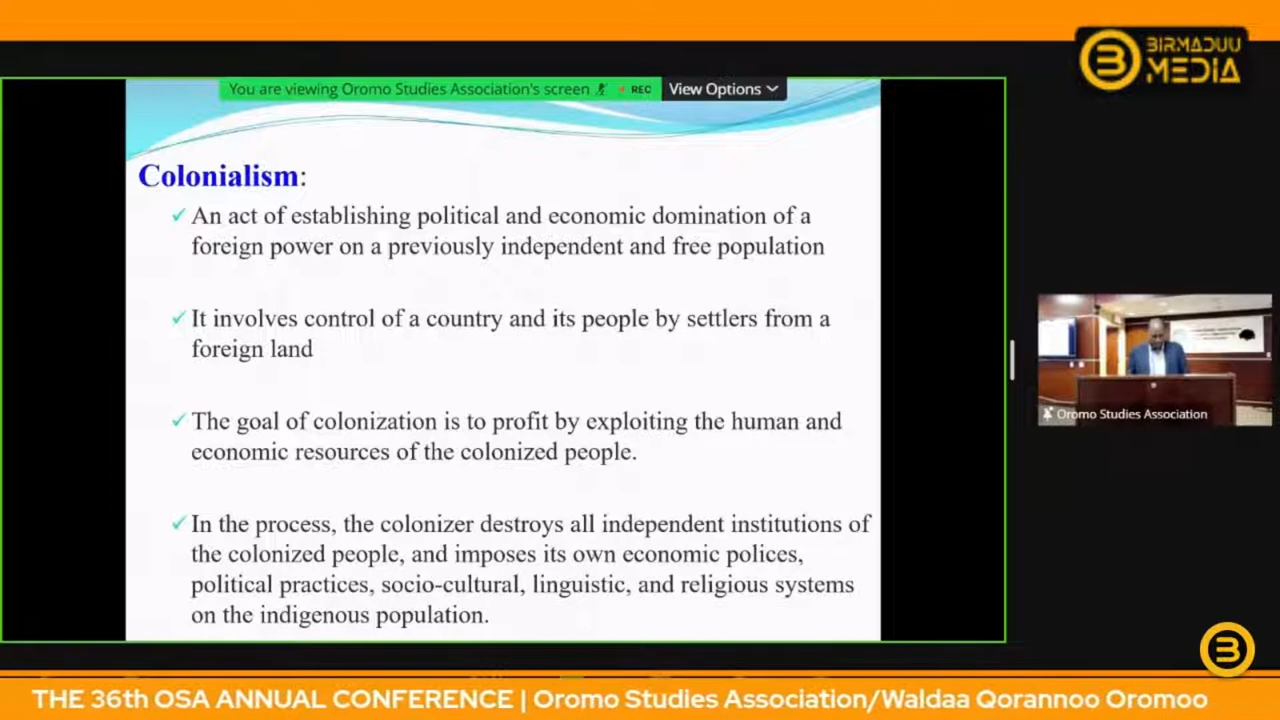 BIRMADUU
MEDIA
You are viewing Oromo Studies Association's screen
REC
View Options
Colonialism:
An act of establishing political and economic domination of a
foreign power on a previously independent and free population
It involves control of a country and its people by settlers from a
foreign land
The goal of colonization is to profit by exploiting the human and
economic resources of the colonized people.
In the process, the colonizer destroys all independent institutions of
the colonized people, and imposes its own economic polices,
political practices, socio-cultural, linguistic, and religious systems
on the indigenous population.
Oromo Studies Association
THE 36th OSA ANNUAL CONFERENCE | Oromo Studies Association/Waldaa Qorannoo Oromoo